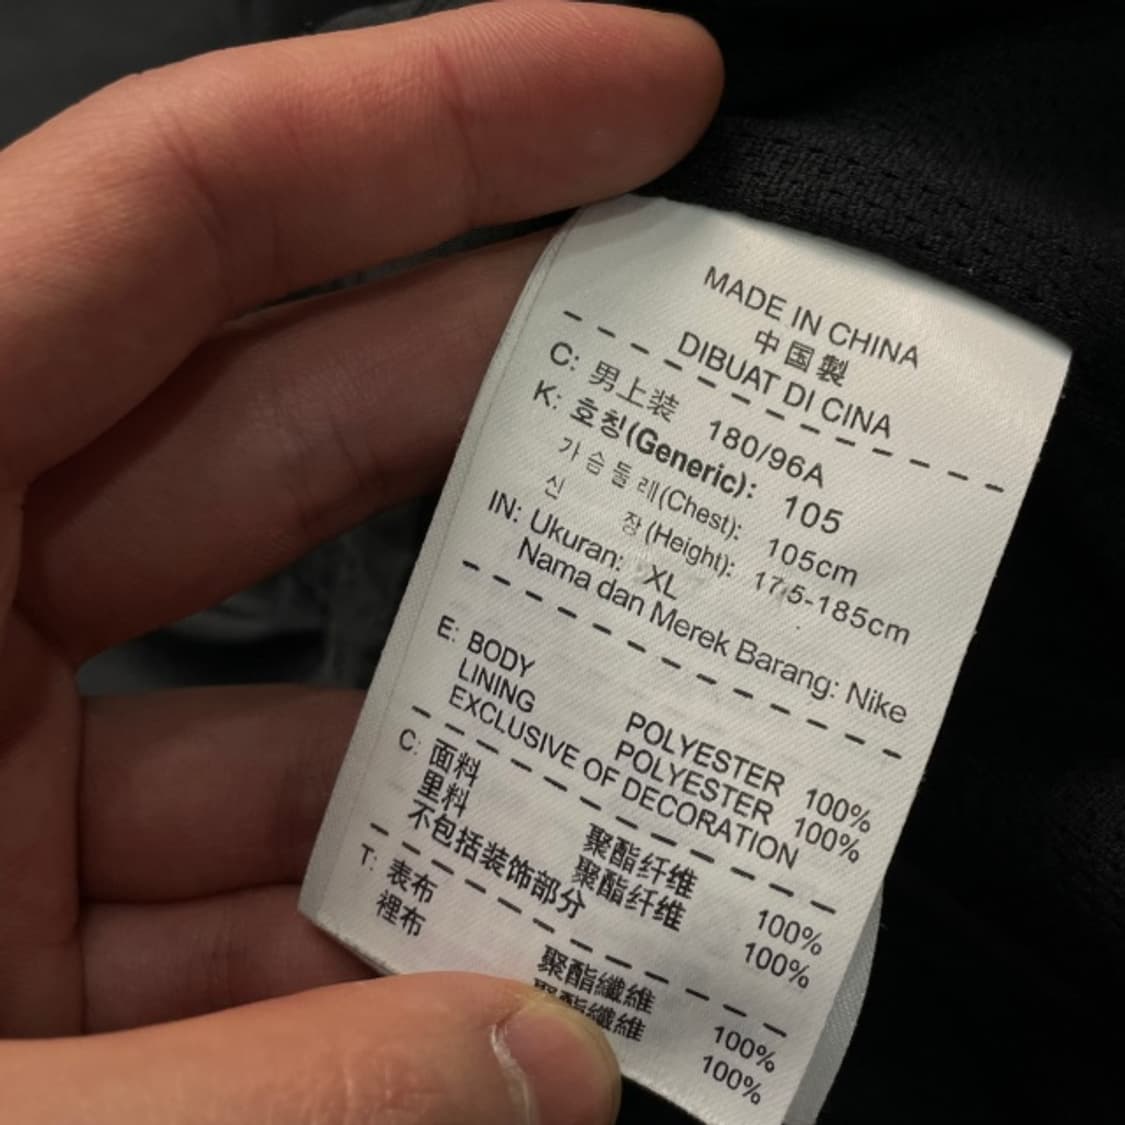 MADE IN CHINA
中国製
DIBUAT DI CINA
C: 男上装 180/96A
K: 호칭(Generic): 105
가슴둘레(Chest): 105cm
신장(Height): 175-185cm
IN: Ukuran: XL
Nama dan Merek Barang: Nike
E: BODY POLYESTER 100%
LINING POLYESTER 100%
EXCLUSIVE OF DECORATION
C: 面料 聚酯纤维 100%
里料 聚酯纤维 100%
不包括装饰部分
T: 表布 聚酯纖維 100%
裡布 聚酯纖維 100%